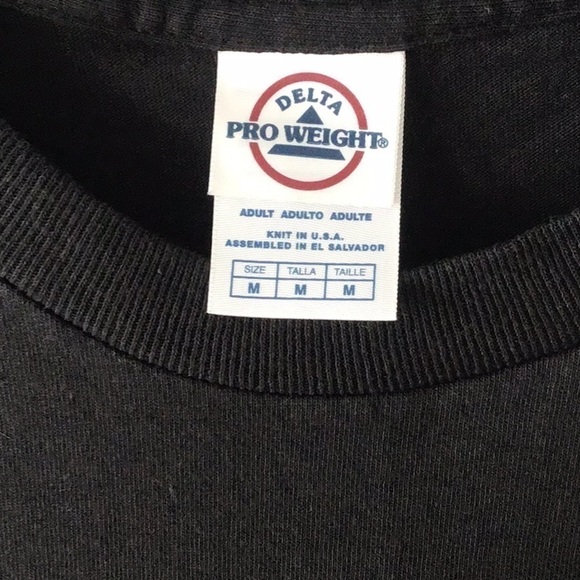 DELTA
PRO WEIGHT®
ADULT ADULTO ADULTE
KNIT IN U.S.A.
ASSEMBLED IN EL SALVADOR
SIZE TALLA TAILLE
M M M